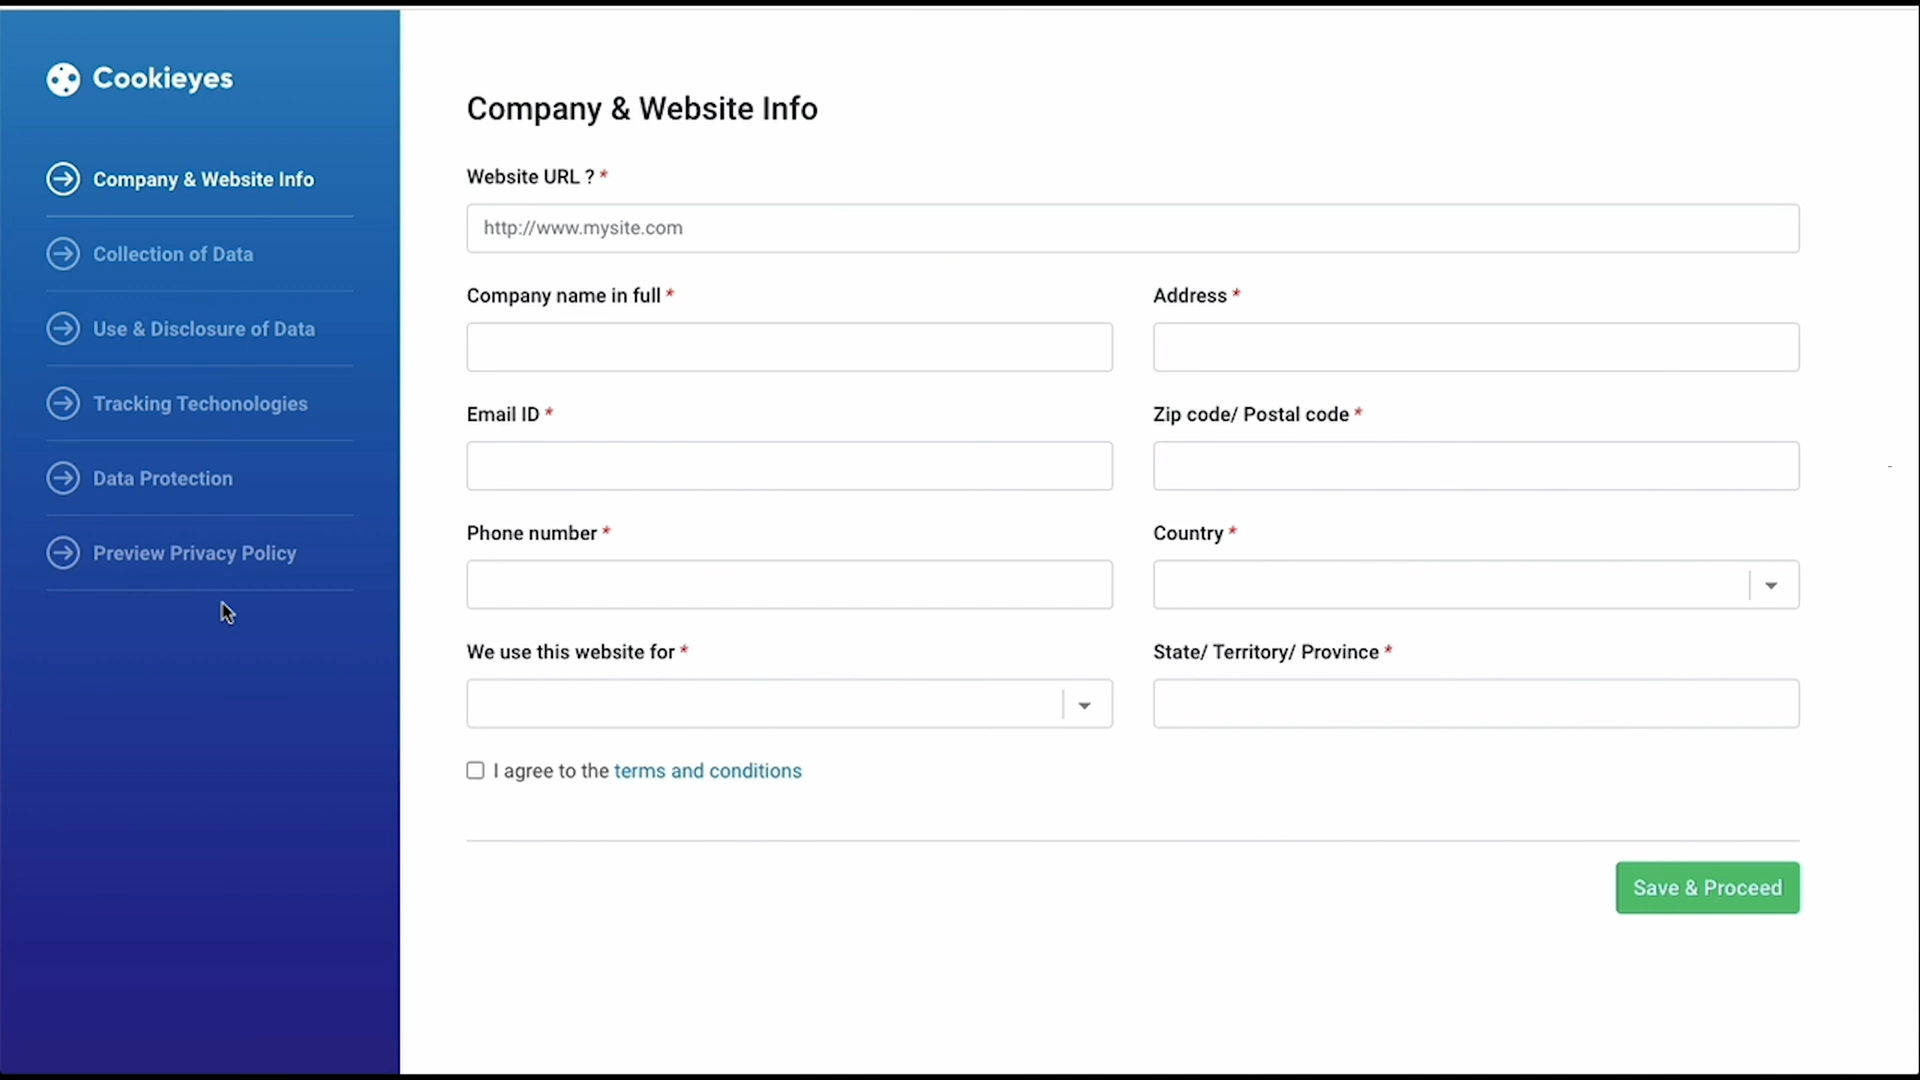 Cookieyes
Company & Website Info
Collection of Data
Use & Disclosure of Data
Tracking Techonologies
Data Protection
Preview Privacy Policy
Company & Website Info
Website URL ? *
http://www.mysite.com
Company name in full *
Address *
Email ID *
Zip code/ Postal code *
Phone number *
Country *
We use this website for *
State/ Territory/ Province *
I agree to the terms and conditions
Save & Proceed